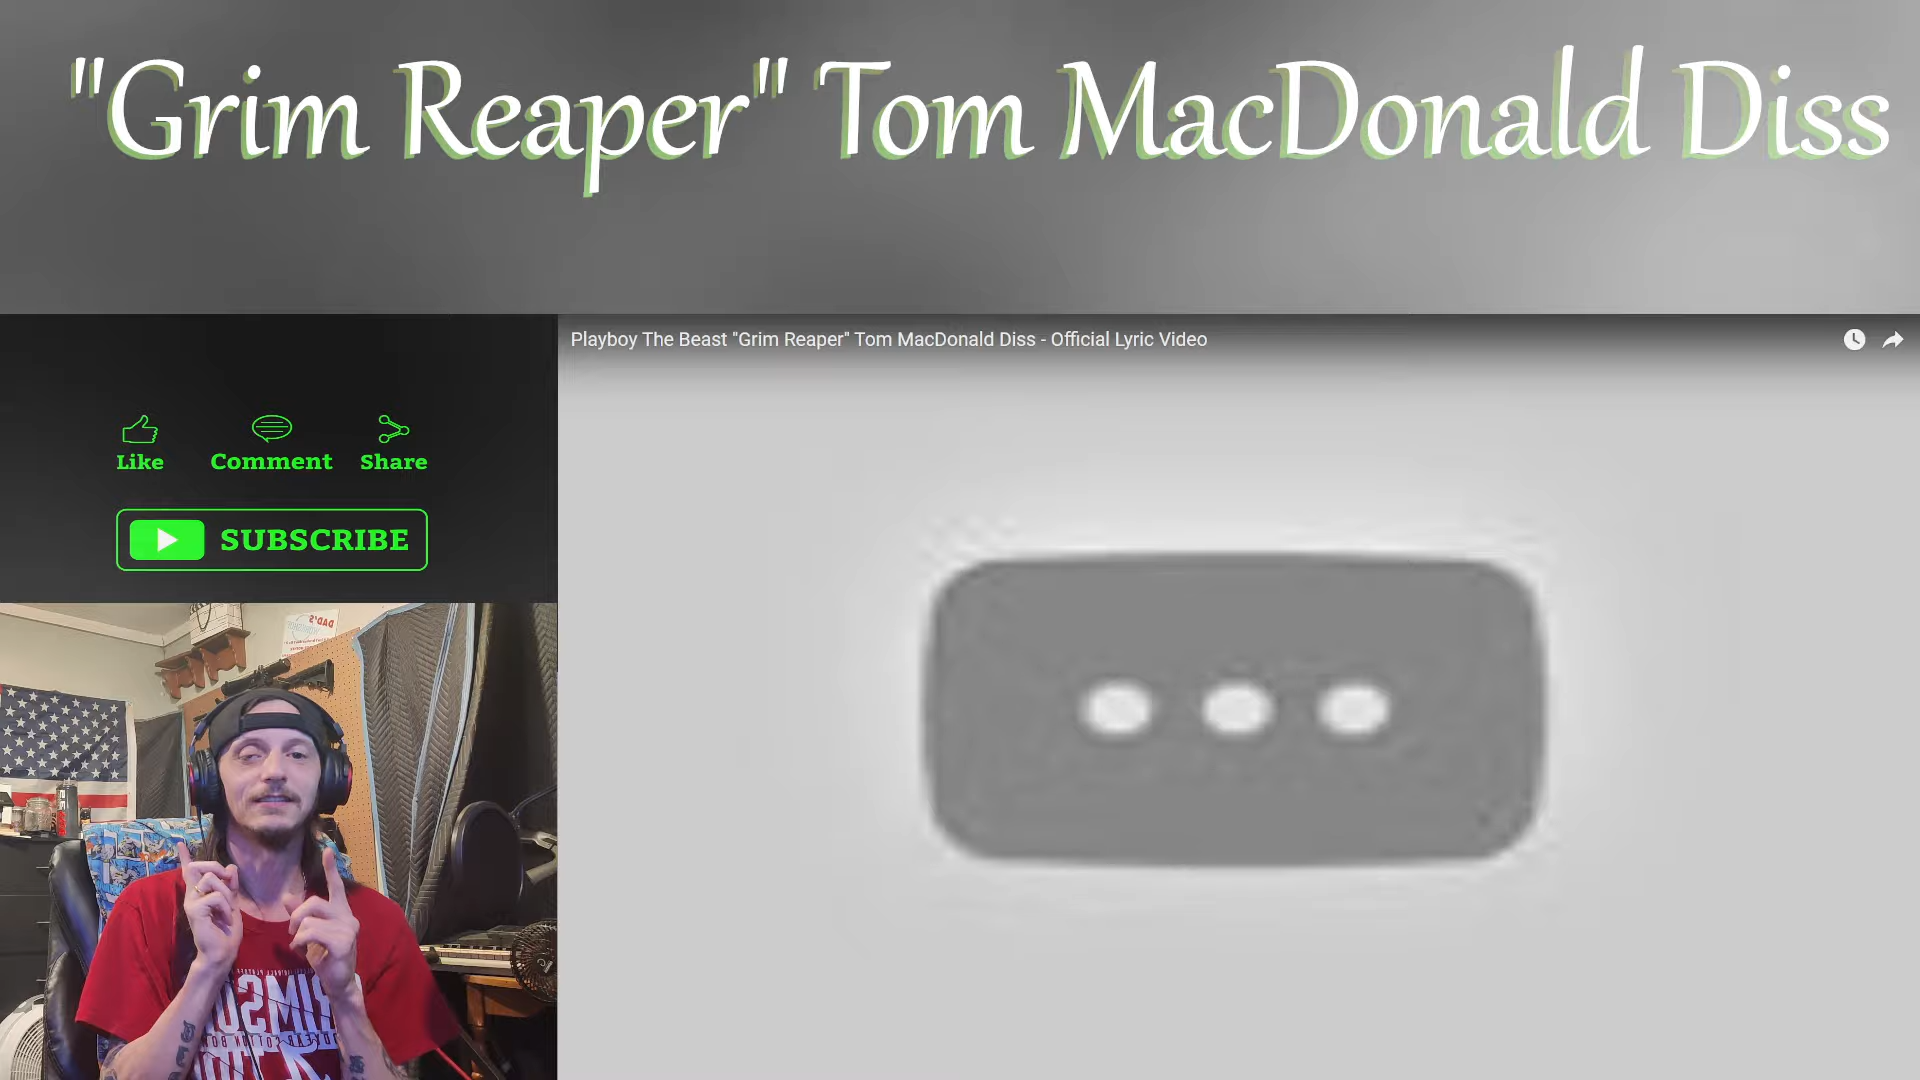 "Grim Reaper" Tom MacDonald Diss
Playboy The Beast "Grim Reaper" Tom MacDonald Diss - Official Lyric Video
Like Comment Share
SUBSCRIBE
DAD'S